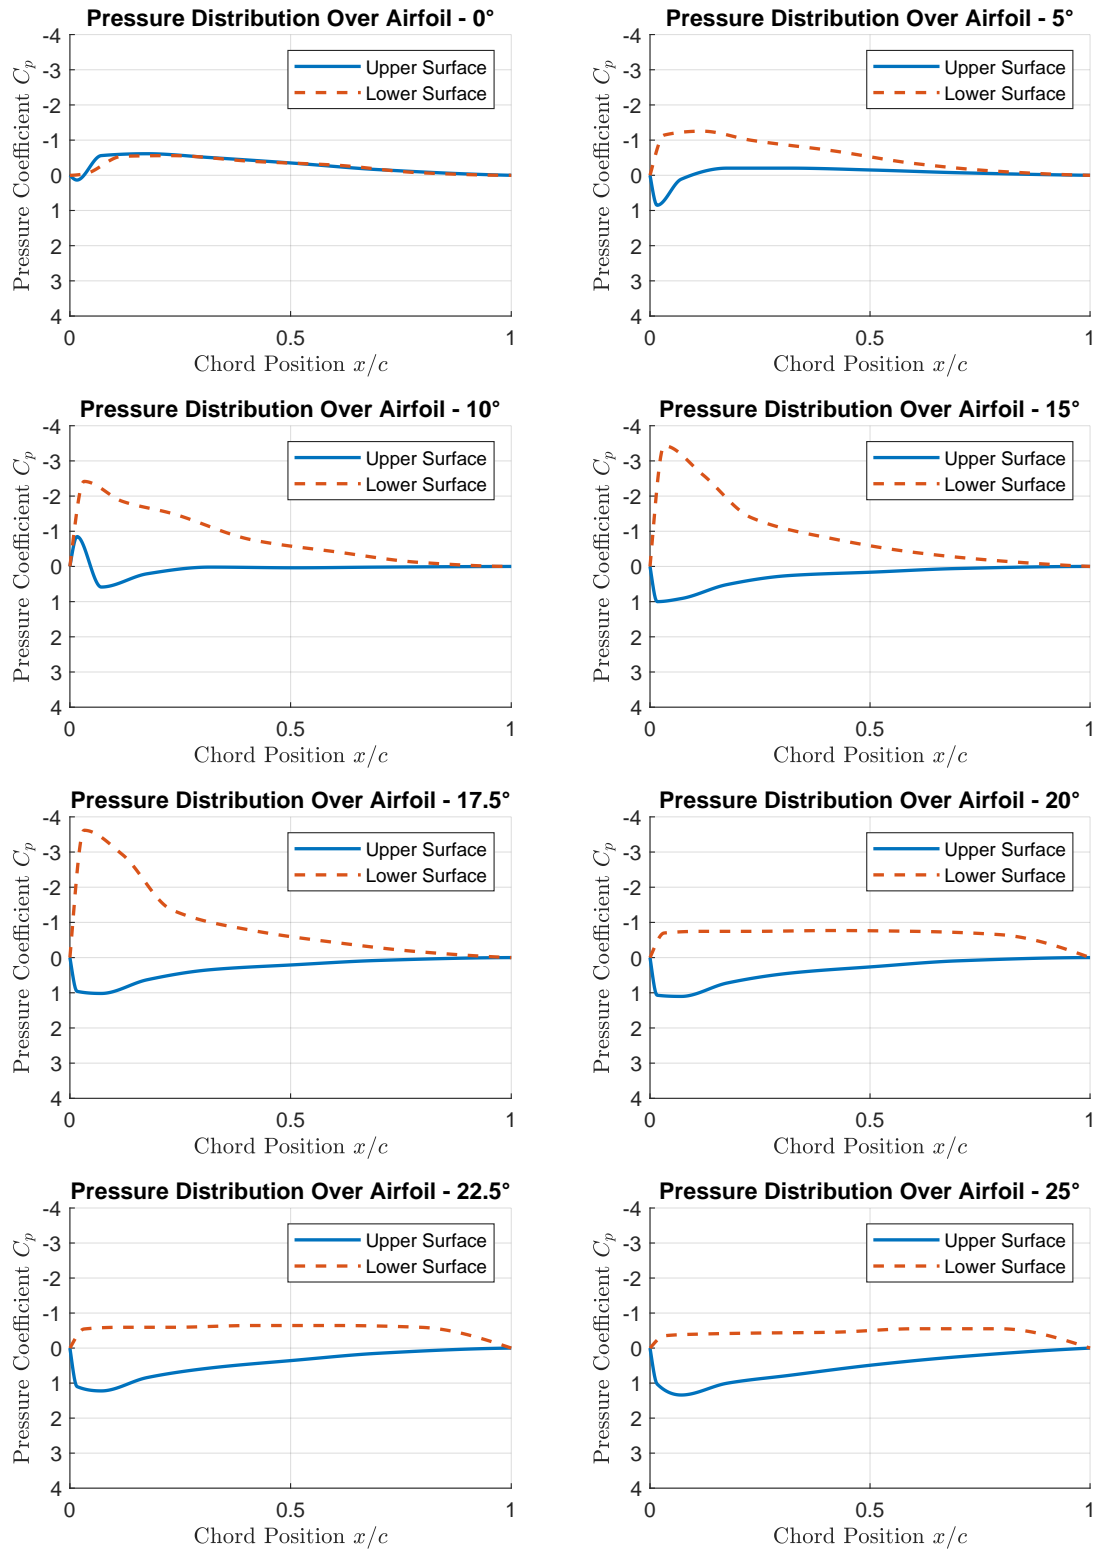 Pressure Distribution Over Airfoil - 0°
-4
-3
-2
-1
0
1
2
3
4
Pressure Coefficient C_p
Upper Surface
Lower Surface
0
0.5
1
Chord Position x/c
Pressure Distribution Over Airfoil - 5°
-4
-3
-2
-1
0
1
2
3
4
Pressure Coefficient C_p
Upper Surface
Lower Surface
0
0.5
1
Chord Position x/c
Pressure Distribution Over Airfoil - 10°
-4
-3
-2
-1
0
1
2
3
4
Pressure Coefficient C_p
Upper Surface
Lower Surface
0
0.5
1
Chord Position x/c
Pressure Distribution Over Airfoil - 15°
-4
-3
-2
-1
0
1
2
3
4
Pressure Coefficient C_p
Upper Surface
Lower Surface
0
0.5
1
Chord Position x/c
Pressure Distribution Over Airfoil - 17.5°
-4
-3
-2
-1
0
1
2
3
4
Pressure Coefficient C_p
Upper Surface
Lower Surface
0
0.5
1
Chord Position x/c
Pressure Distribution Over Airfoil - 20°
-4
-3
-2
-1
0
1
2
3
4
Pressure Coefficient C_p
Upper Surface
Lower Surface
0
0.5
1
Chord Position x/c
Pressure Distribution Over Airfoil - 22.5°
-4
-3
-2
-1
0
1
2
3
4
Pressure Coefficient C_p
Upper Surface
Lower Surface
0
0.5
1
Chord Position x/c
Pressure Distribution Over Airfoil - 25°
-4
-3
-2
-1
0
1
2
3
4
Pressure Coefficient C_p
Upper Surface
Lower Surface
0
0.5
1
Chord Position x/c